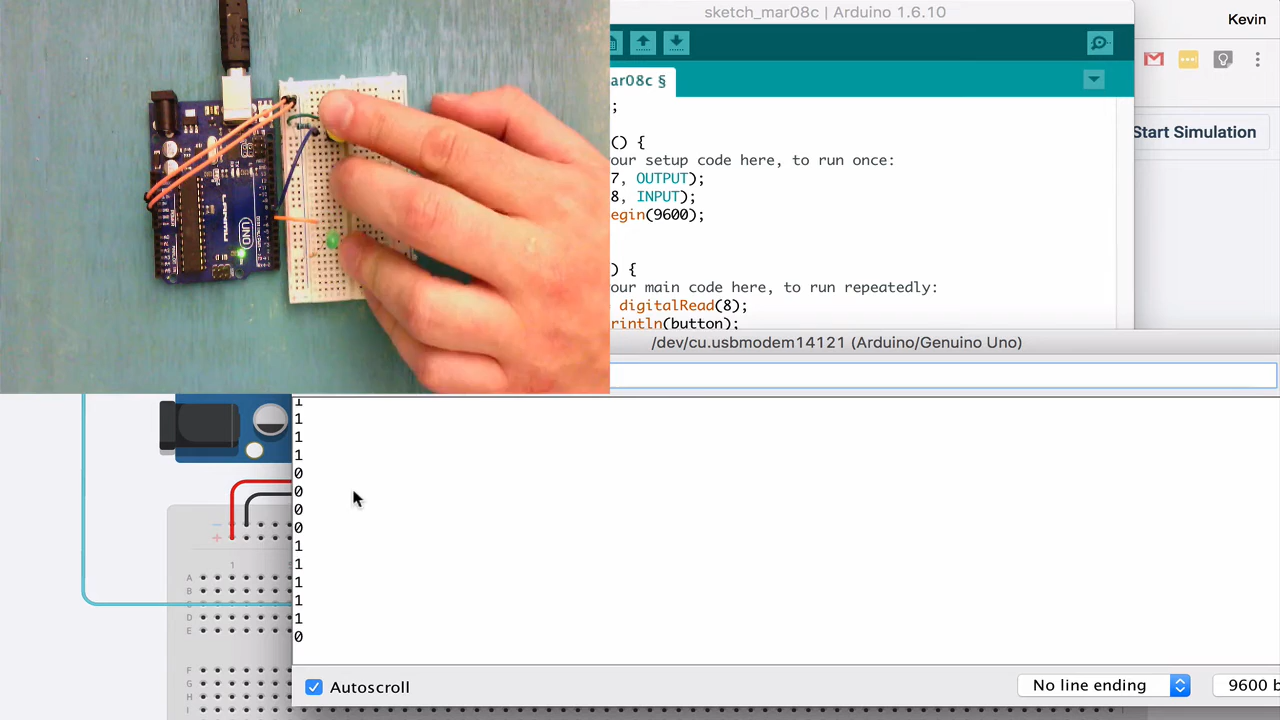 sketch_mar08c | Arduino 1.6.10
Kevin
ar08c §
;
() {
our setup code here, to run once:
7, OUTPUT);
8, INPUT);
egin(9600);
Start Simulation
) {
our main code here, to run repeatedly:
digitalRead(8);
rintln(button);
/dev/cu.usbmodem14121 (Arduino/Genuino Uno)
UNO
1
1
1
1
0
0
0
0
1
1
1
1
1
0
− 
+
1
A
B
C
D
E
F
G
H
I
Autoscroll
No line ending
9600 b